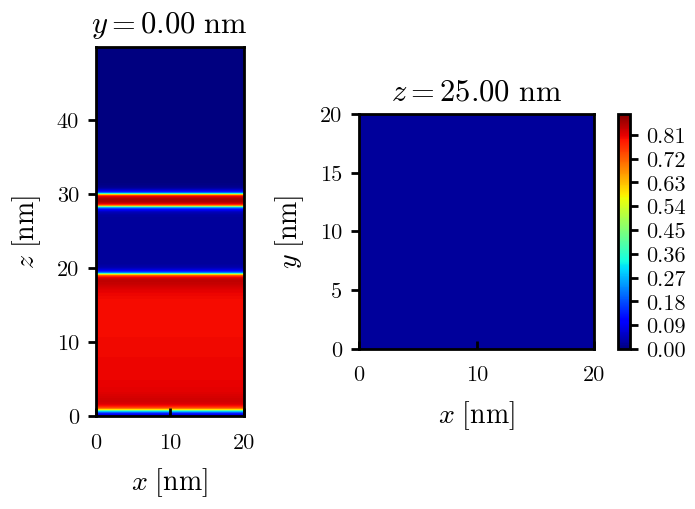 y = 0.00 nm
z [nm]
40
30
20
10
0
0 10 20
x [nm]
z = 25.00 nm
y [nm]
20
15
10
5
0
0 10 20
x [nm]
0.81
0.72
0.63
0.54
0.45
0.36
0.27
0.18
0.09
0.00